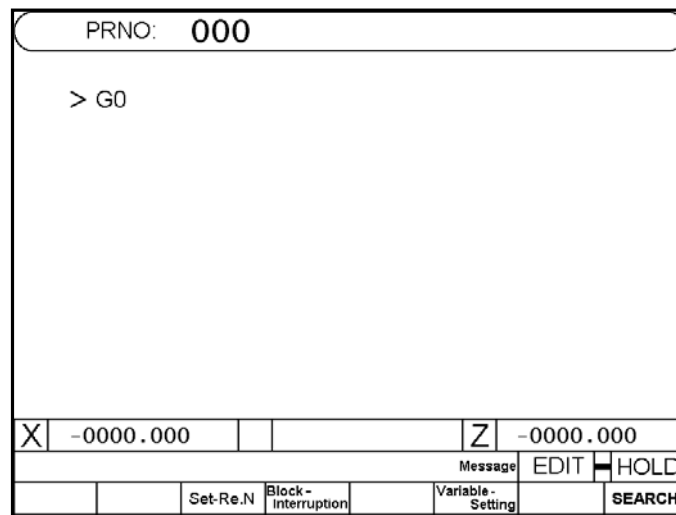 PRNO: 000
> G0
X -0000.000 Z -0000.000
Message EDIT HOLD
Set-Re.N Block- Interruption Variable- Setting SEARCH